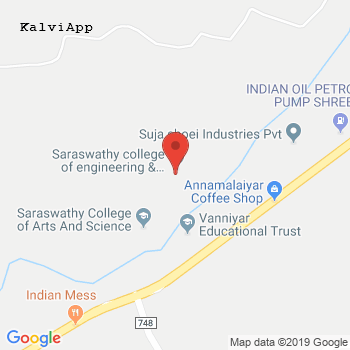 KalviApp
INDIAN OIL PETRO
PUMP SHREE
Suja shoei Industries Pvt
Saraswathy college
of engineering &...
Annamalaiyar
Coffee Shop
Saraswathy College
of Arts And Science
Vanniyar
Educational Trust
Indian Mess
748
Google
Map data ©2019 Google